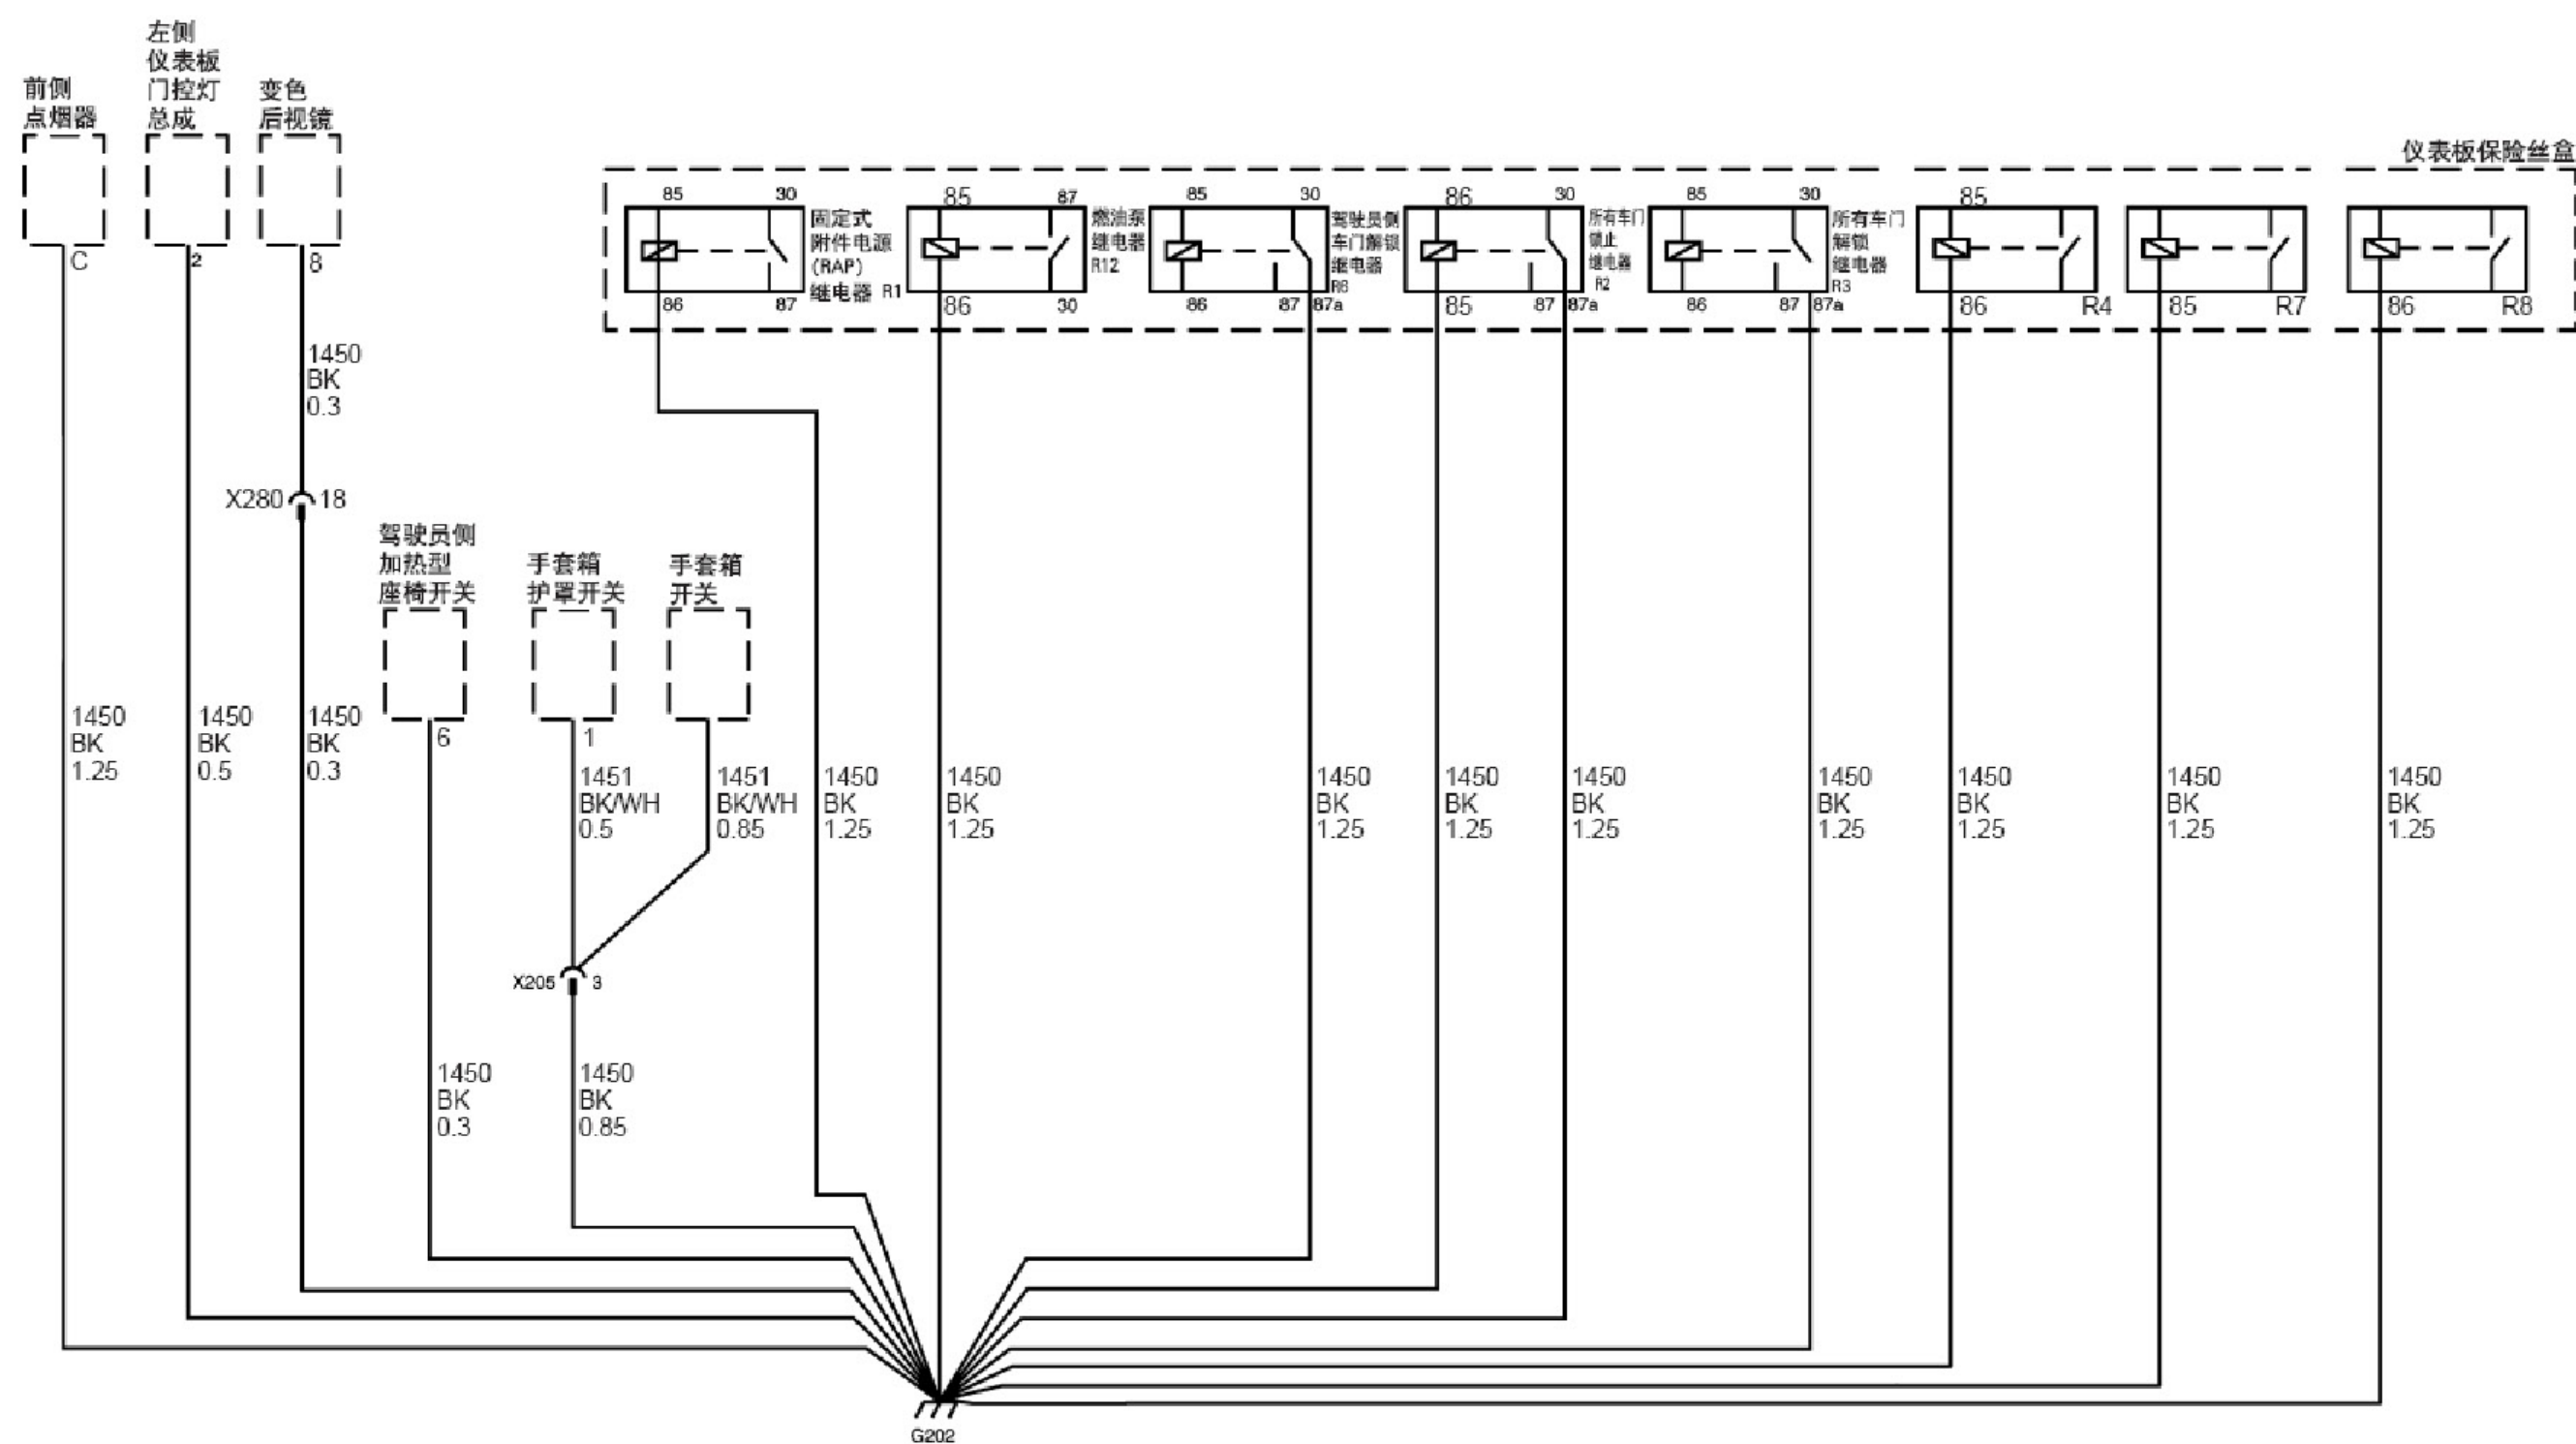 左侧
仪表板
门控灯
总成
前侧
点烟器
变色
后视镜
仪表板保险丝盒
85 30
固定式
附件电源
(RAP)
继电器 R1
86 87
85 87
燃油泵
继电器
R12
86 30
85 30
驾驶员侧
车门解锁
继电器
R6
86 87 87a
86 30
所有车门
锁止
继电器
R2
85 87 87a
85 30
所有车门
解锁
继电器
R3
86 87 87a
85
86 R4
85 R7
86 R8
C
2
8
1450
BK
0.3
X280 18
驾驶员侧
加热型
座椅开关
手套箱
护罩开关
手套箱
开关
1450
BK
1.25
1450
BK
0.5
1450
BK
0.3
6
1
1451
BK/WH
0.5
1451
BK/WH
0.85
1450
BK
1.25
1450
BK
1.25
1450
BK
1.25
1450
BK
1.25
1450
BK
1.25
1450
BK
1.25
1450
BK
1.25
1450
BK
1.25
1450
BK
1.25
X205 3
1450
BK
0.3
1450
BK
0.85
G202